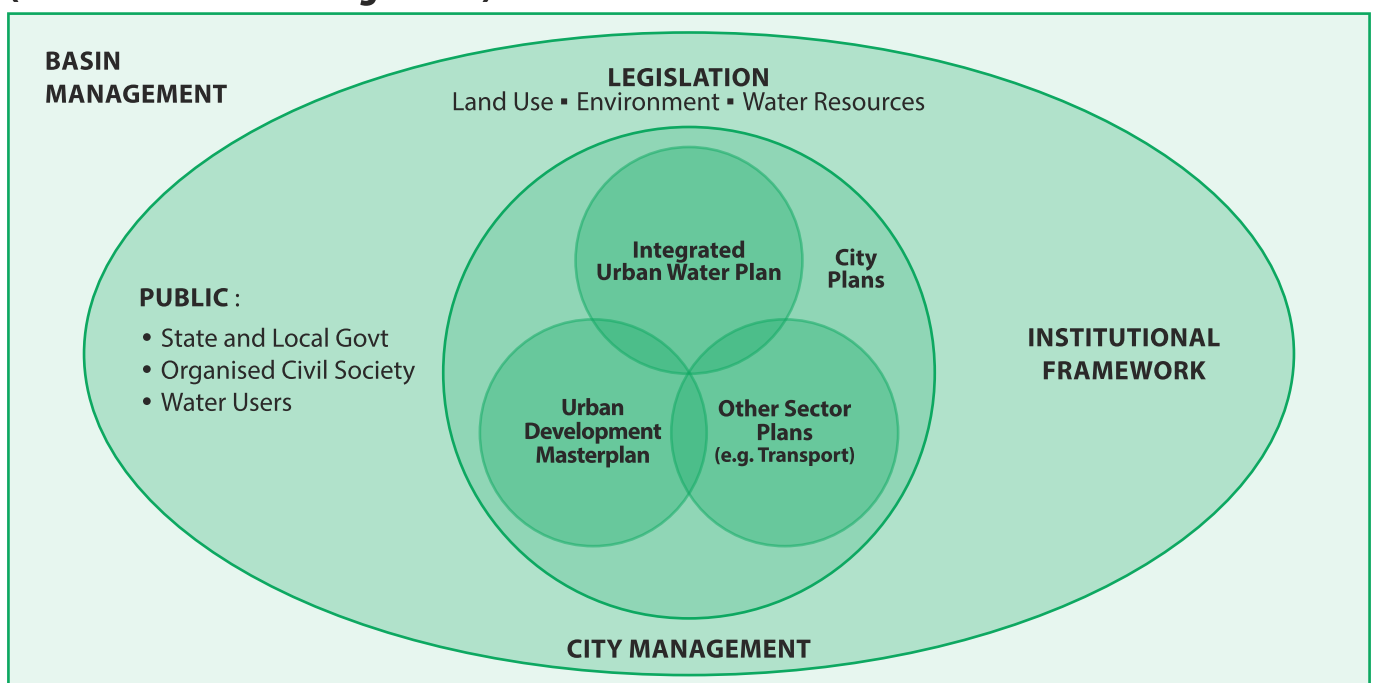 BASIN
MANAGEMENT
LEGISLATION
Land Use ▪ Environment ▪ Water Resources
Integrated
Urban Water Plan
City
Plans
PUBLIC :
• State and Local Govt
• Organised Civil Society
• Water Users
INSTITUTIONAL
FRAMEWORK
Urban
Development
Masterplan
Other Sector
Plans
(e.g. Transport)
CITY MANAGEMENT